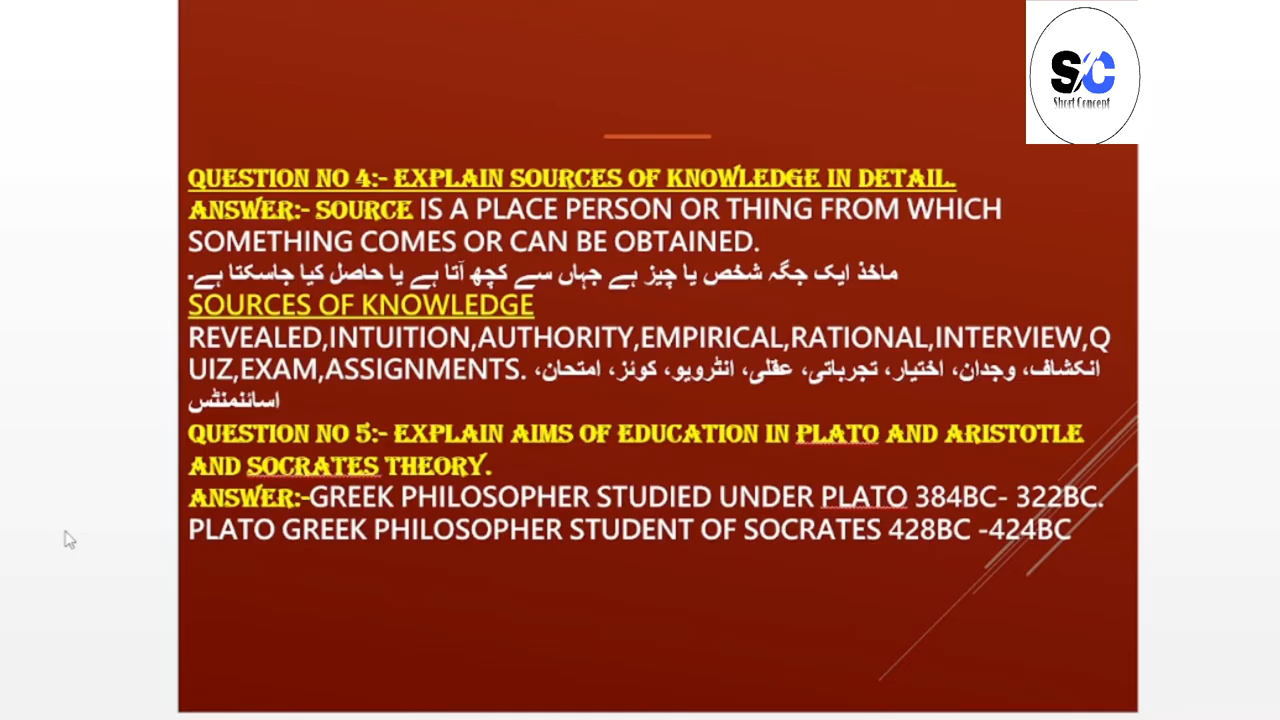 S/C
Short Concept
QUESTION NO 4:- EXPLAIN SOURCES OF KNOWLEDGE IN DETAIL.
ANSWER:- SOURCE IS A PLACE PERSON OR THING FROM WHICH
SOMETHING COMES OR CAN BE OBTAINED.
ماخذ ایک جگہ شخص یا چیز ہے جہاں سے کچھ آتا ہے یا حاصل کیا جاسکتا ہے۔
SOURCES OF KNOWLEDGE
REVEALED,INTUITION,AUTHORITY,EMPIRICAL,RATIONAL,INTERVIEW,Q
UIZ,EXAM,ASSIGNMENTS. انکشاف، وجدان، اختیار، تجرباتی، عقلی، انٹرویو، کوئز، امتحان،
اسائنمنٹس
QUESTION NO 5:- EXPLAIN AIMS OF EDUCATION IN PLATO AND ARISTOTLE
AND SOCRATES THEORY.
ANSWER:-GREEK PHILOSOPHER STUDIED UNDER PLATO 384BC- 322BC.
PLATO GREEK PHILOSOPHER STUDENT OF SOCRATES 428BC -424BC